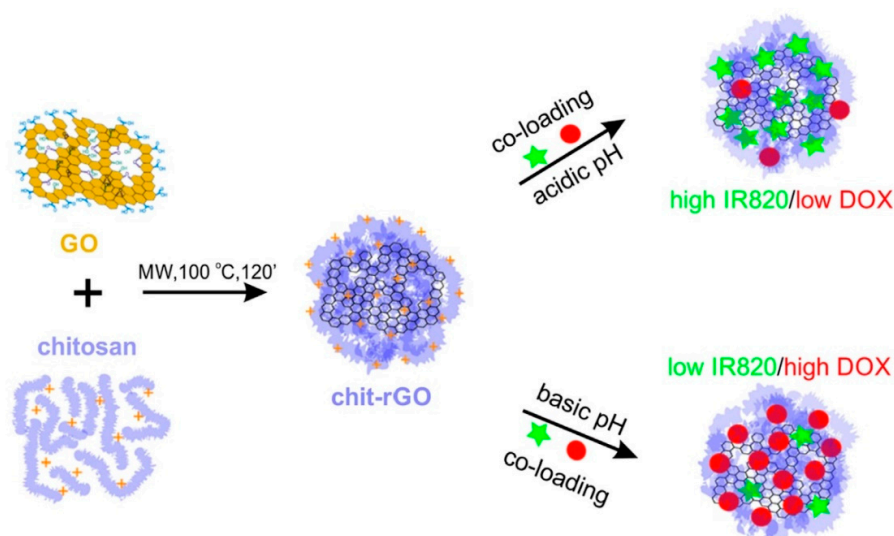 GO
+
chitosan
MW,100 °C,120'
chit-rGO
co-loading
acidic pH
high IR820/low DOX
basic pH
co-loading
low IR820/high DOX